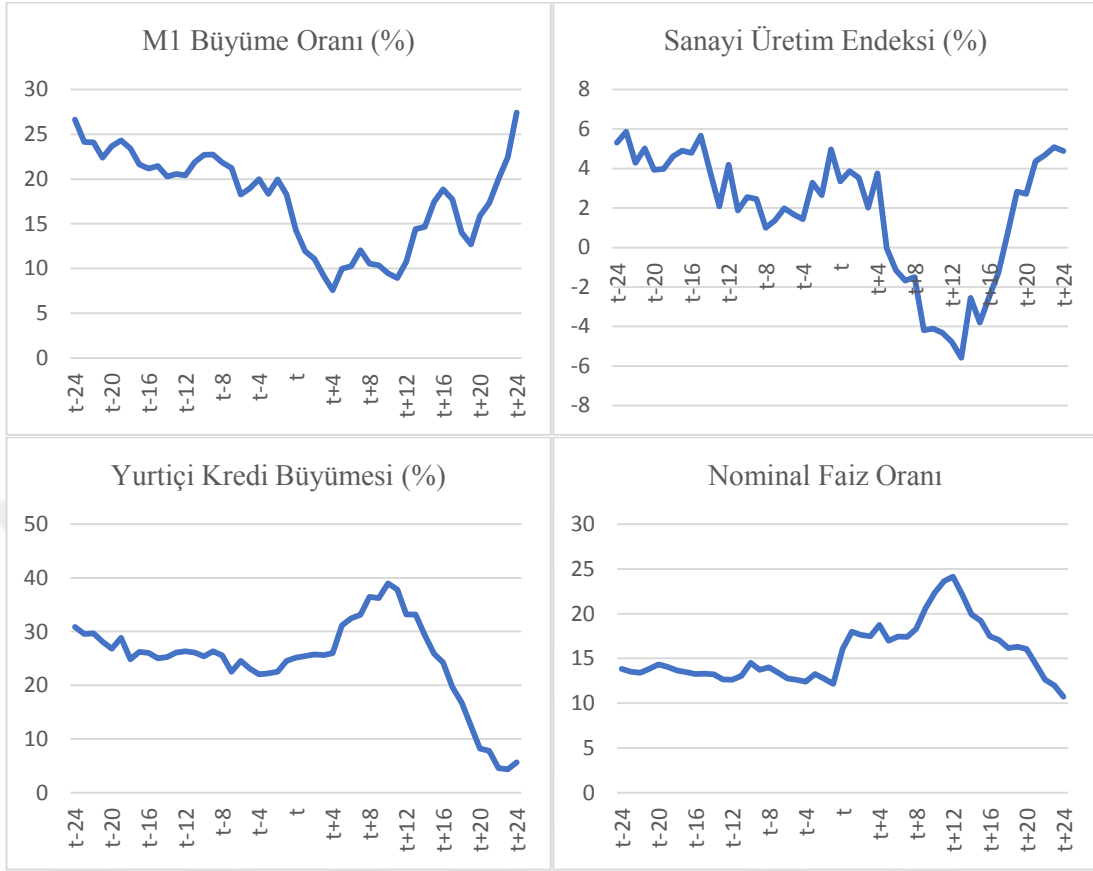 M1 Büyüme Oranı (%)
30
25
20
15
10
5
0
t-24
t-20
t-16
t-12
t-8
t-4
t
t+4
t+8
t+12
t+16
t+20
t+24
Sanayi Üretim Endeksi (%)
8
6
4
2
0
-2
-4
-6
-8
t-24
t-20
t-16
t-12
t-8
t-4
t
t+4
t+8
t+12
t+16
t+20
t+24
Yurtiçi Kredi Büyümesi (%)
50
40
30
20
10
0
t-24
t-20
t-16
t-12
t-8
t-4
t
t+4
t+8
t+12
t+16
t+20
t+24
Nominal Faiz Oranı
30
25
20
15
10
5
0
t-24
t-20
t-16
t-12
t-8
t-4
t
t+4
t+8
t+12
t+16
t+20
t+24